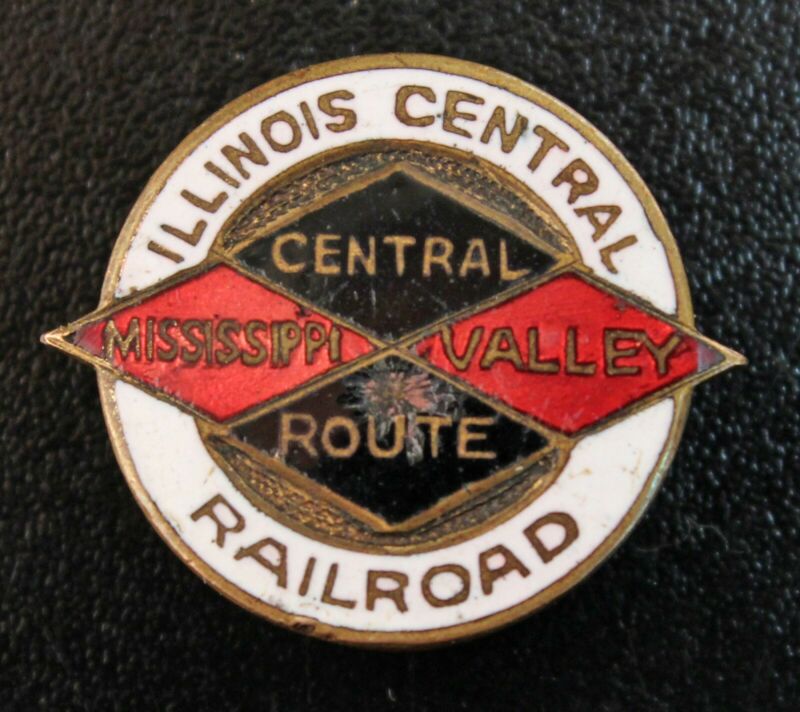 ILLINOIS CENTRAL
CENTRAL
MISSISSIPPI VALLEY
ROUTE
RAILROAD